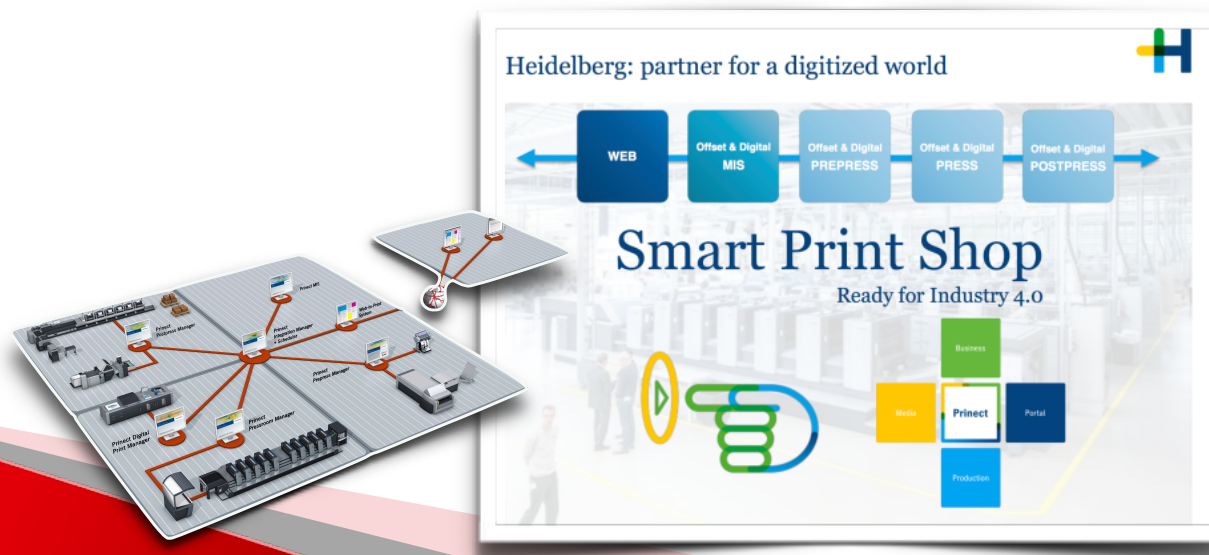 Heidelberg: partner for a digitized world
WEB
Offset & Digital
MIS
Offset & Digital
PREPRESS
Offset & Digital
PRESS
Offset & Digital
POSTPRESS
Smart Print Shop
Ready for Industry 4.0
Business
Media
Prinect
Portal
Production
Prinect MIS
Web-to-Print
System
Prinect
Postpress Manager
Prinect
Integration Manager
+ Scheduler
Prinect
Prepress Manager
Prinect Digital
Print Manager
Prinect
Pressroom Manager